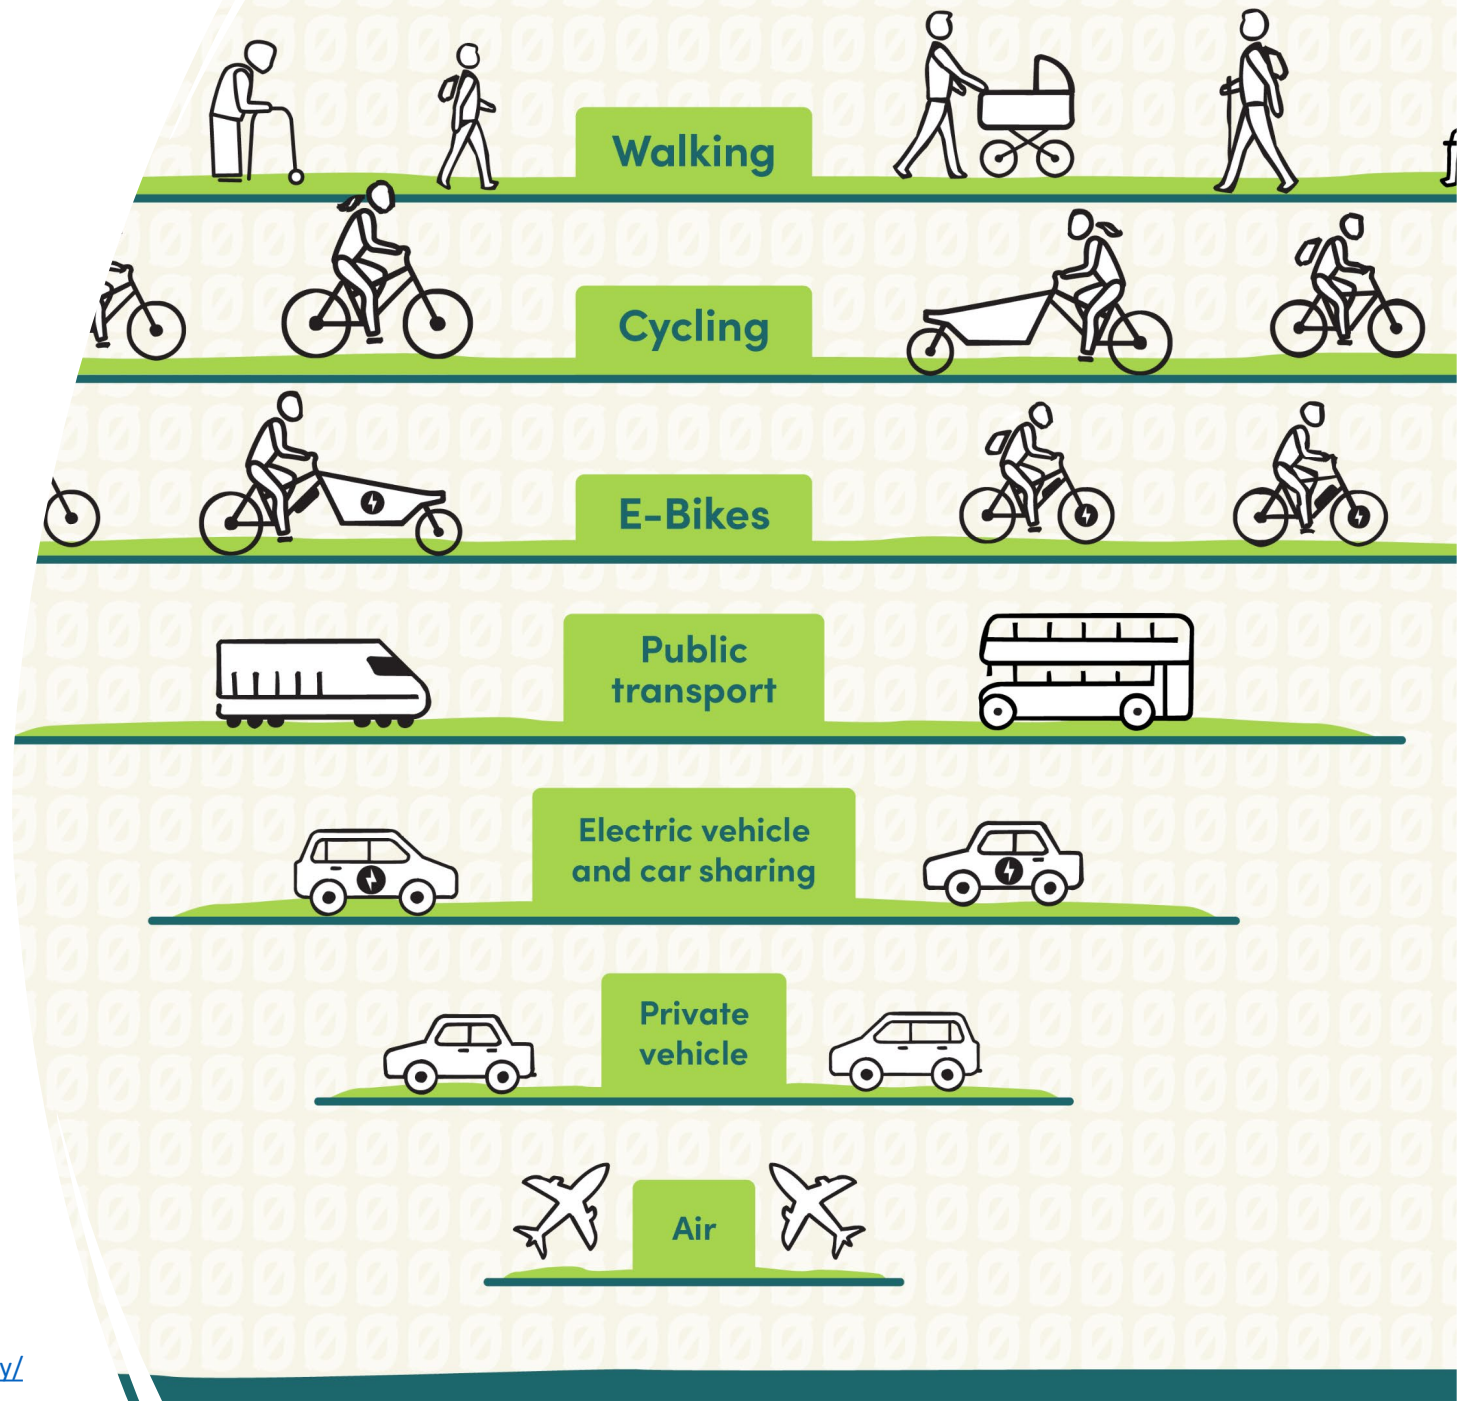 Walking
Cycling
E-Bikes
Public
transport
Electric vehicle
and car sharing
Private
vehicle
Air
y/